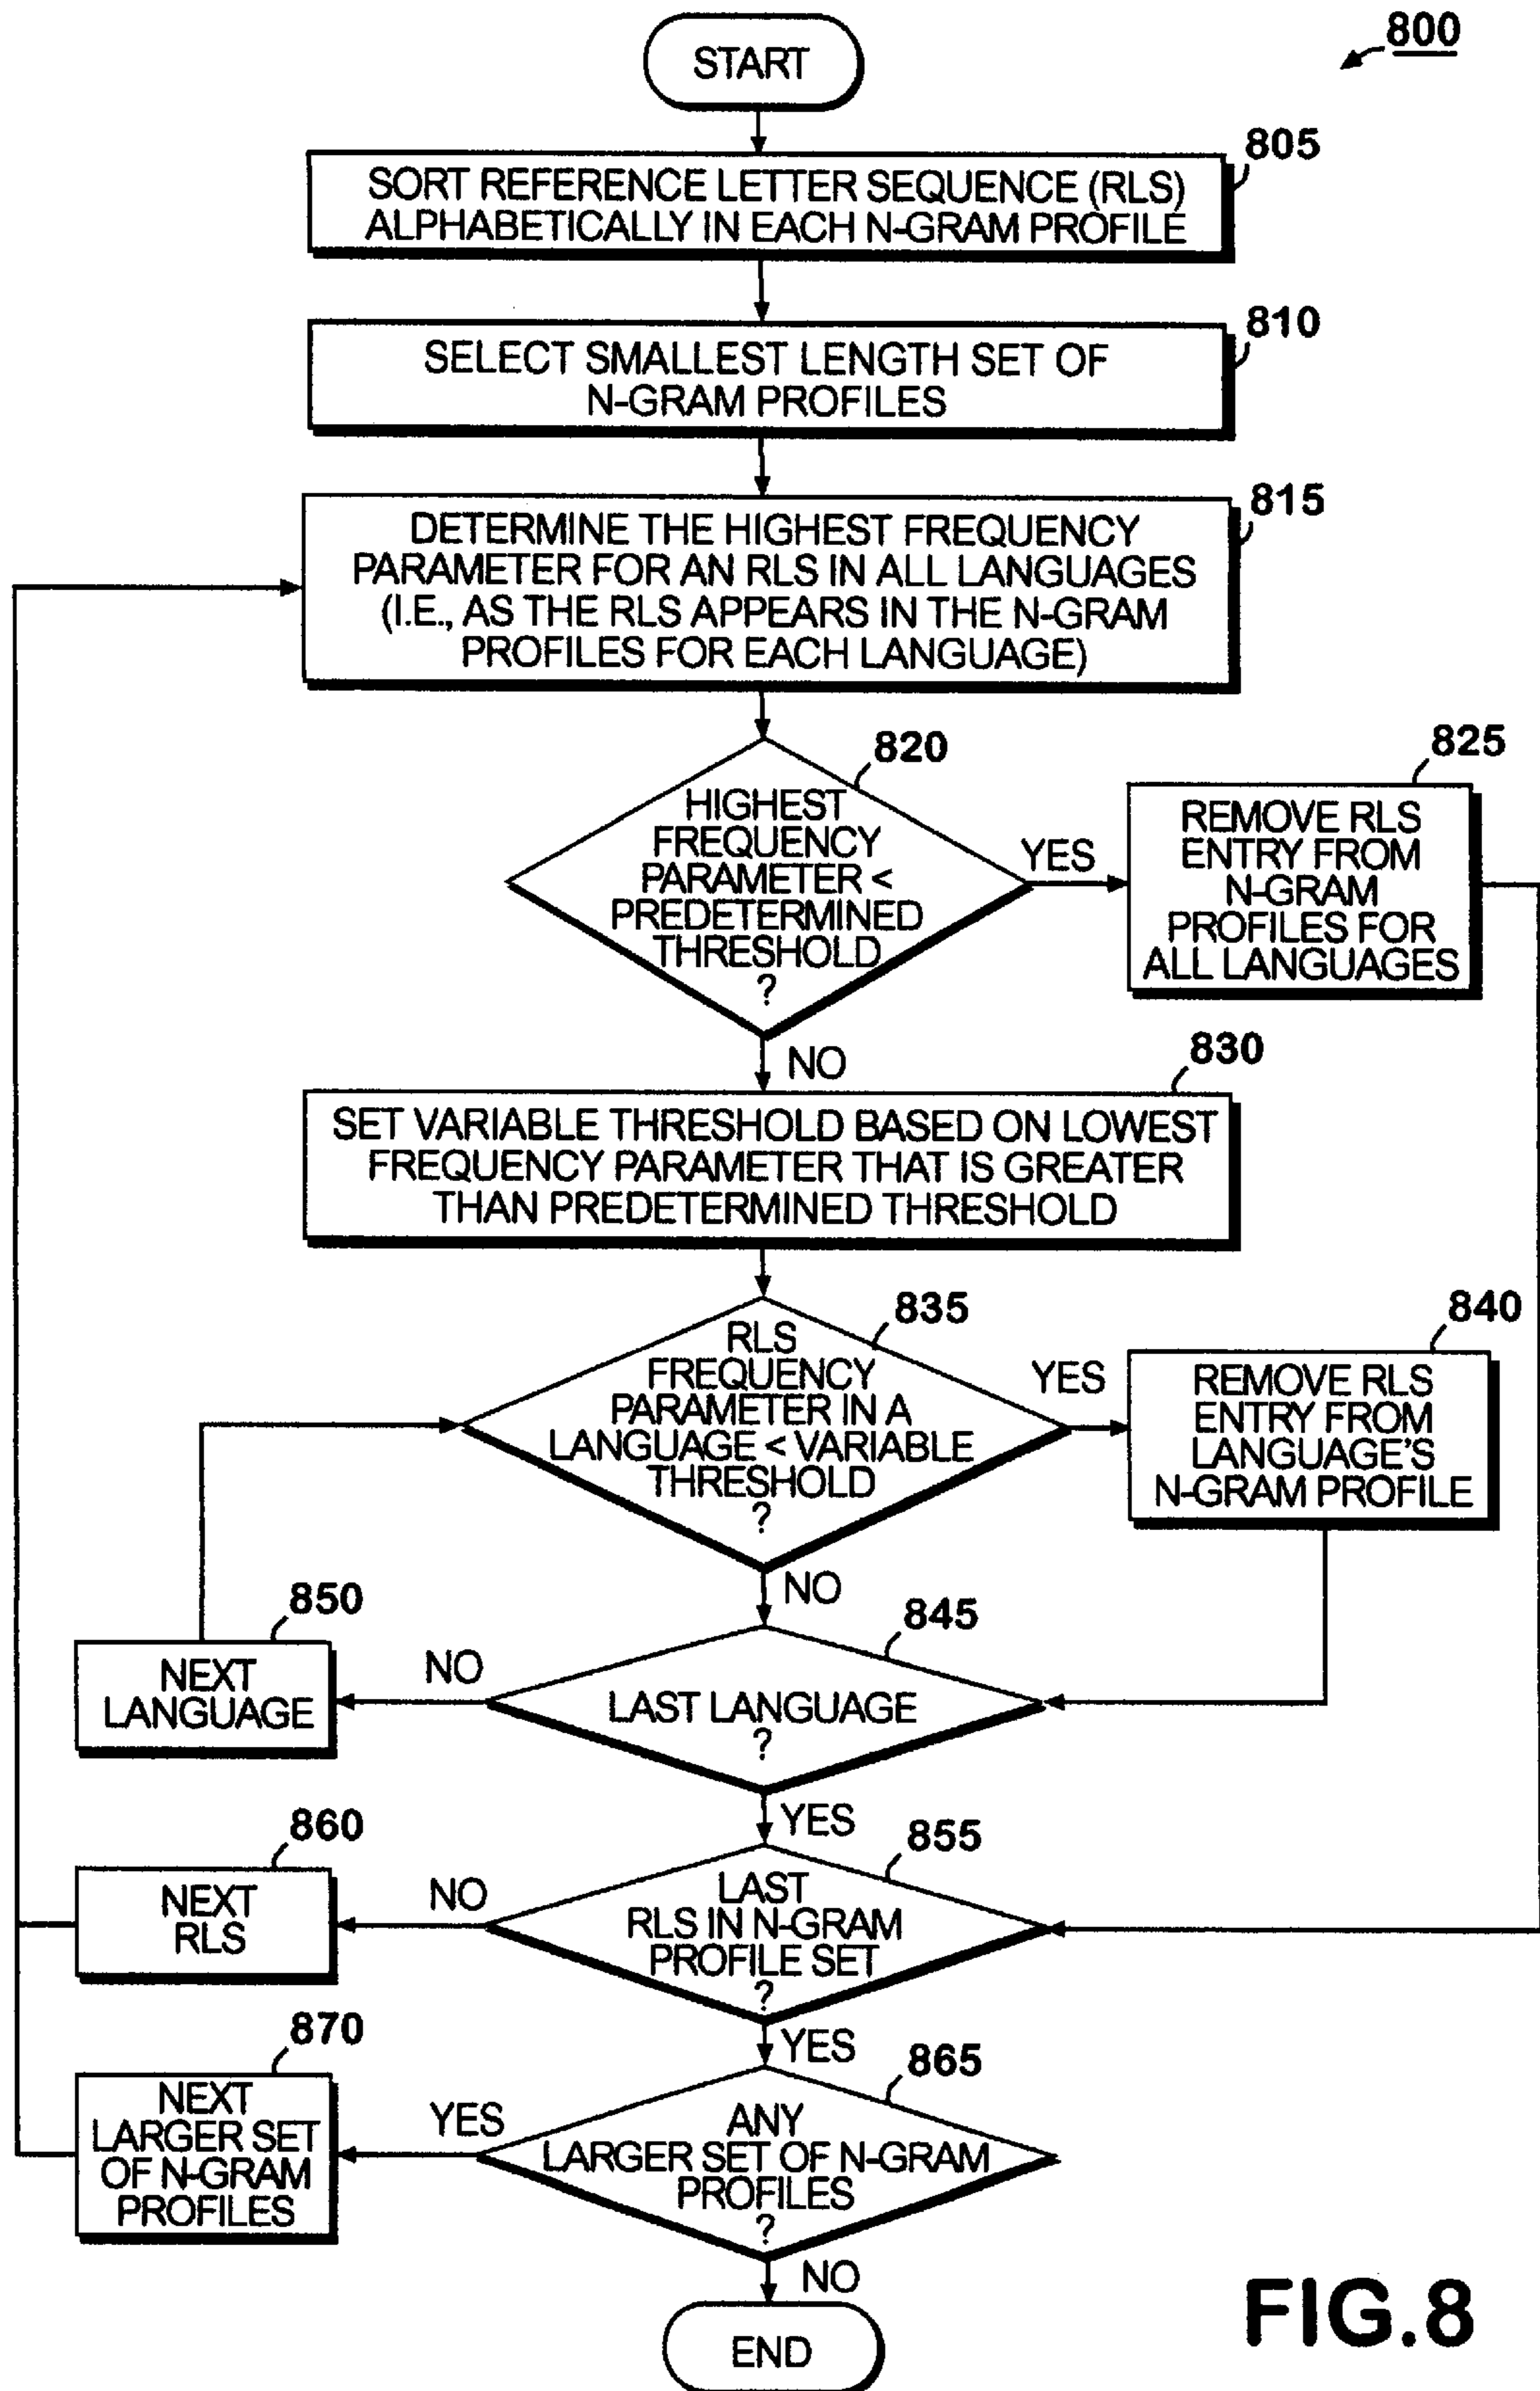 800
START
805
SORT REFERENCE LETTER SEQUENCE (RLS)
ALPHABETICALLY IN EACH N-GRAM PROFILE
810
SELECT SMALLEST LENGTH SET OF
N-GRAM PROFILES
815
DETERMINE THE HIGHEST FREQUENCY
PARAMETER FOR AN RLS IN ALL LANGUAGES
(I.E., AS THE RLS APPEARS IN THE N-GRAM
PROFILES FOR EACH LANGUAGE)
820
HIGHEST
FREQUENCY
PARAMETER <
PREDETERMINED
THRESHOLD
?
YES
825
REMOVE RLS
ENTRY FROM
N-GRAM
PROFILES FOR
ALL LANGUAGES
NO
830
SET VARIABLE THRESHOLD BASED ON LOWEST
FREQUENCY PARAMETER THAT IS GREATER
THAN PREDETERMINED THRESHOLD
835
RLS
FREQUENCY
PARAMETER IN A
LANGUAGE < VARIABLE
THRESHOLD
?
YES
840
REMOVE RLS
ENTRY FROM
LANGUAGE'S
N-GRAM PROFILE
NO
850
NEXT
LANGUAGE
NO
845
LAST LANGUAGE
?
YES
860
NEXT
RLS
NO
855
LAST
RLS IN N-GRAM
PROFILE SET
?
YES
870
NEXT
LARGER SET
OF N-GRAM
PROFILES
YES
865
ANY
LARGER SET OF N-GRAM
PROFILES
?
NO
END
FIG.8